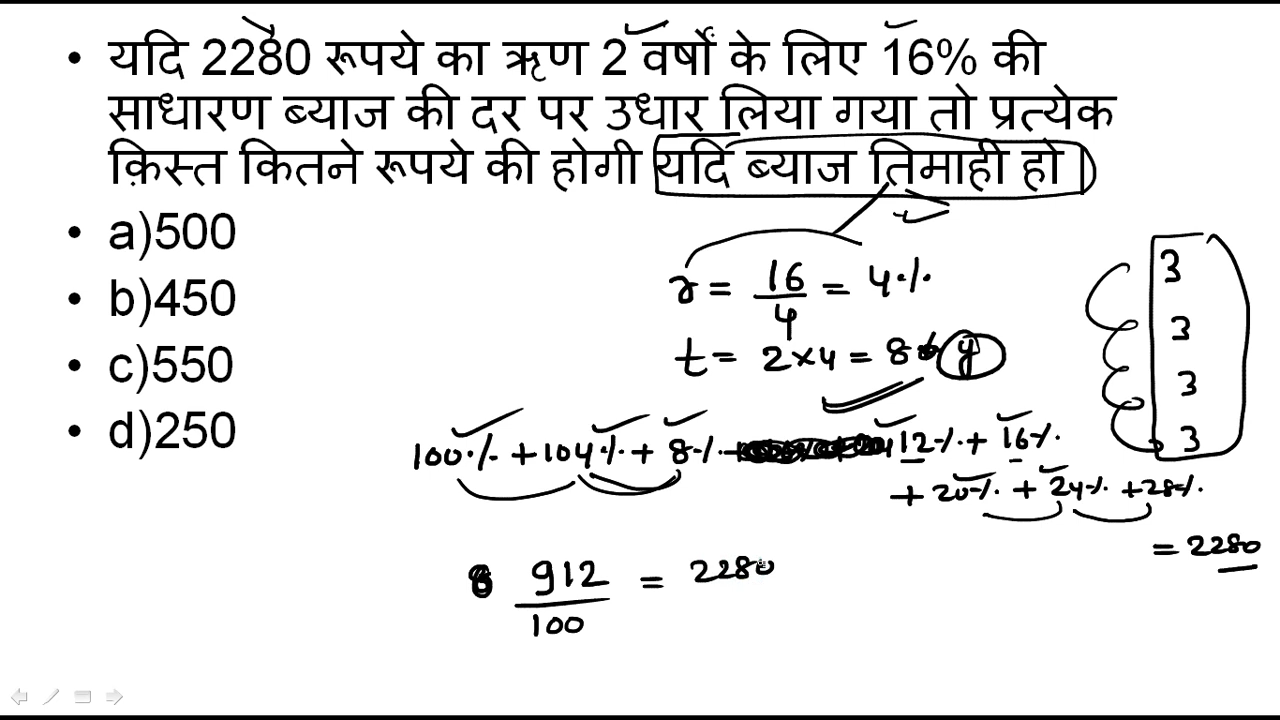 • यदि 2280 रूपये का ऋण 2 वर्षों के लिए 16% की
साधारण ब्याज की दर पर उधार लिया गया तो प्रत्येक
क़िस्त कितने रूपये की होगी यदि ब्याज तिमाही हो |
• a)500
• b)450
• c)550
• d)250
r = 16/4 = 4%
t = 2×4 = 8 y
3
3
3
3
100% + 104% + 8% + 12% + 16%
+ 20% + 24% + 28%
= 2280
912/100 = 2280